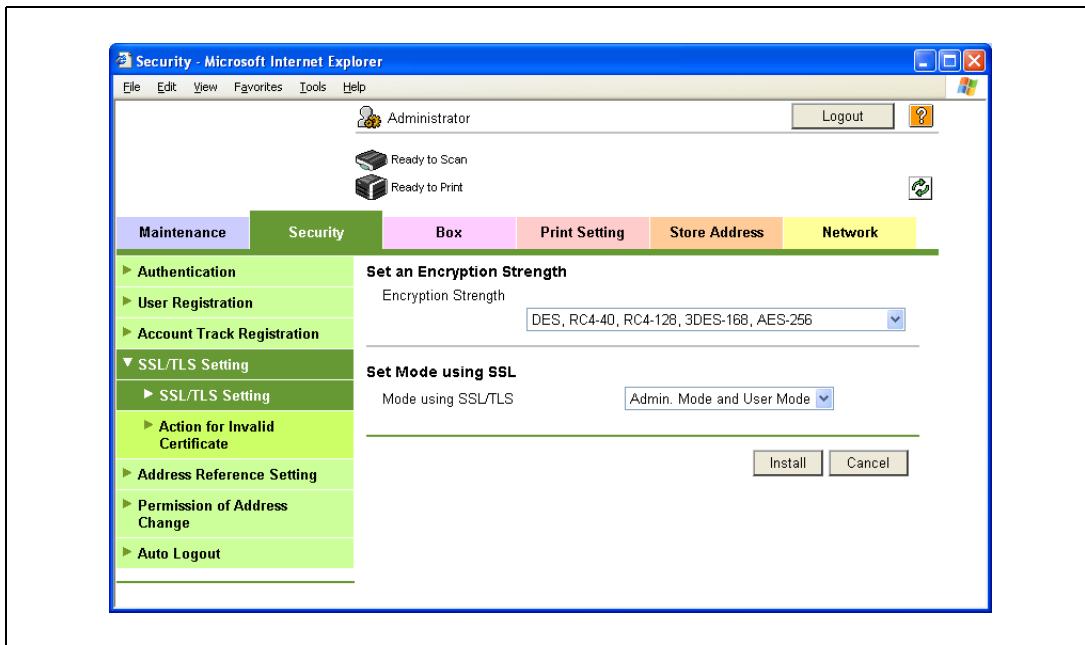 Security - Microsoft Internet Explorer
File Edit View Favorites Tools Help
Administrator
Logout
?
Ready to Scan
Ready to Print
Maintenance Security Box Print Setting Store Address Network
Authentication
User Registration
Account Track Registration
SSL/TLS Setting
SSL/TLS Setting
Action for Invalid
Certificate
Address Reference Setting
Permission of Address
Change
Auto Logout
Set an Encryption Strength
Encryption Strength
DES, RC4-40, RC4-128, 3DES-168, AES-256
Set Mode using SSL
Mode using SSL/TLS
Admin. Mode and User Mode
Install Cancel